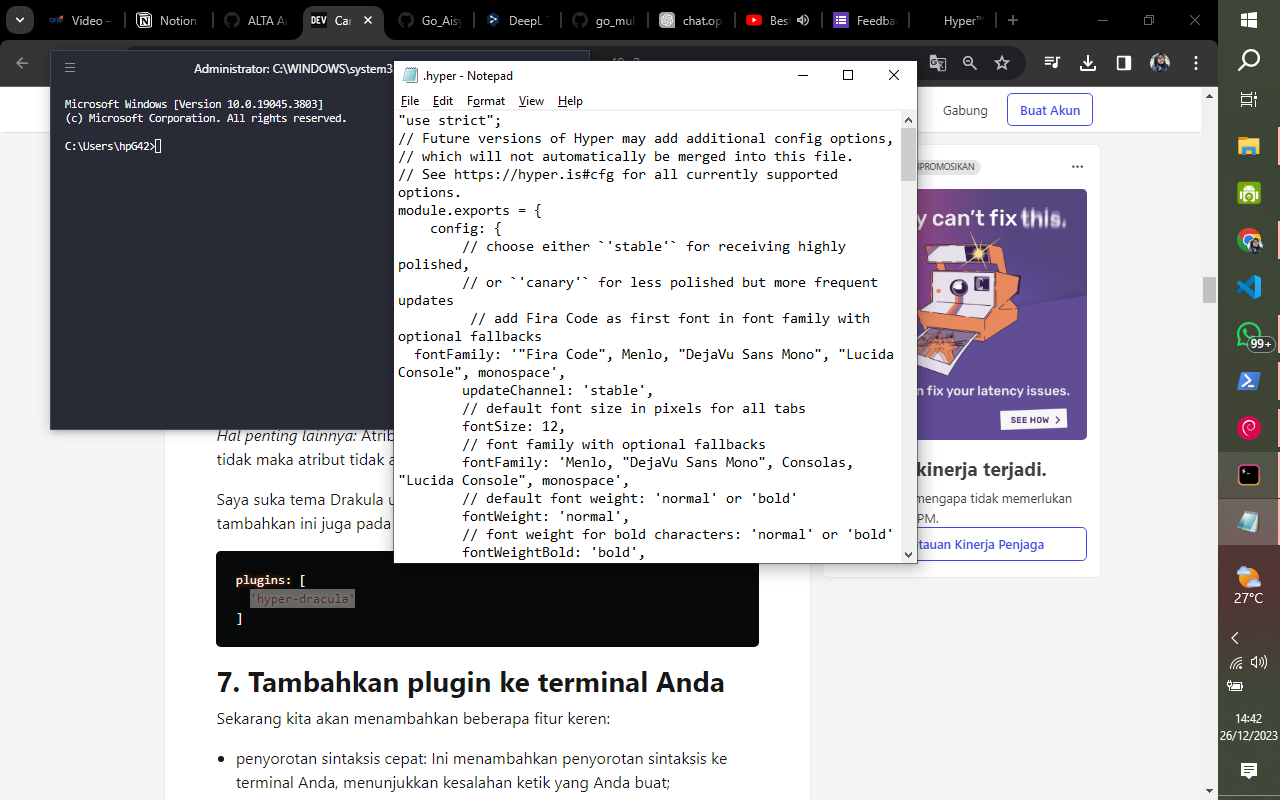 Video –
Notion
ALTA A
DEV Car
Go_Aisy
DeepL T
go_mul
chat.op
Best
Feedba
Hyper™
Administrator: C:\WINDOWS\system3
Microsoft Windows [Version 10.0.19045.3803]
(c) Microsoft Corporation. All rights reserved.
C:\Users\hpG42>
.hyper - Notepad
File Edit Format View Help
"use strict";
// Future versions of Hyper may add additional config options,
// which will not automatically be merged into this file.
// See https://hyper.is#cfg for all currently supported
options.
module.exports = {
config: {
// choose either `'stable'` for receiving highly
polished,
// or `'canary'` for less polished but more frequent
updates
// add Fira Code as first font in font family with
optional fallbacks
fontFamily: '"Fira Code", Menlo, "DejaVu Sans Mono", "Lucida
Console", monospace',
updateChannel: 'stable',
// default font size in pixels for all tabs
fontSize: 12,
// font family with optional fallbacks
fontFamily: 'Menlo, "DejaVu Sans Mono", Consolas,
"Lucida Console", monospace',
// default font weight: 'normal' or 'bold'
fontWeight: 'normal',
// font weight for bold characters: 'normal' or 'bold'
fontWeightBold: 'bold',
Gabung
Buat Akun
IPROMOSIKAN
y can't fix this.
n fix your latency issues.
SEE HOW >
kinerja terjadi.
mengapa tidak memerlukan
PM.
tauan Kinerja Penjaga
Hal penting lainnya: Atrib
tidak maka atribut tidak a
Saya suka tema Drakula u
tambahkan ini juga pada
plugins: [
'hyper-dracula'
]
7. Tambahkan plugin ke terminal Anda
Sekarang kita akan menambahkan beberapa fitur keren:
• penyorotan sintaksis cepat: Ini menambahkan penyorotan sintaksis ke
terminal Anda, menunjukkan kesalahan ketik yang Anda buat;
99+
27°C
14:42
26/12/2023